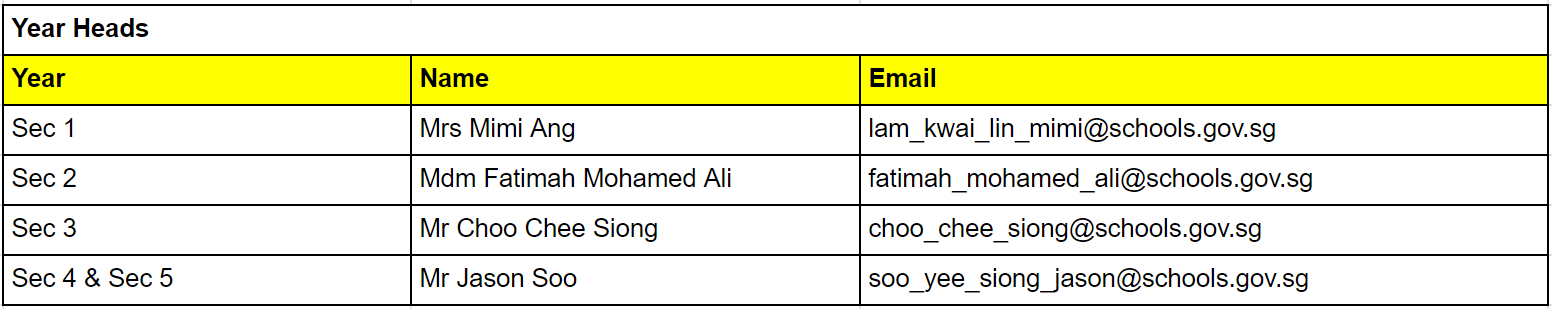 Year Heads
Year Name Email
Sec 1 Mrs Mimi Ang lam_kwai_lin_mimi@schools.gov.sg
Sec 2 Mdm Fatimah Mohamed Ali fatimah_mohamed_ali@schools.gov.sg
Sec 3 Mr Choo Chee Siong choo_chee_siong@schools.gov.sg
Sec 4 & Sec 5 Mr Jason Soo soo_yee_siong_jason@schools.gov.sg